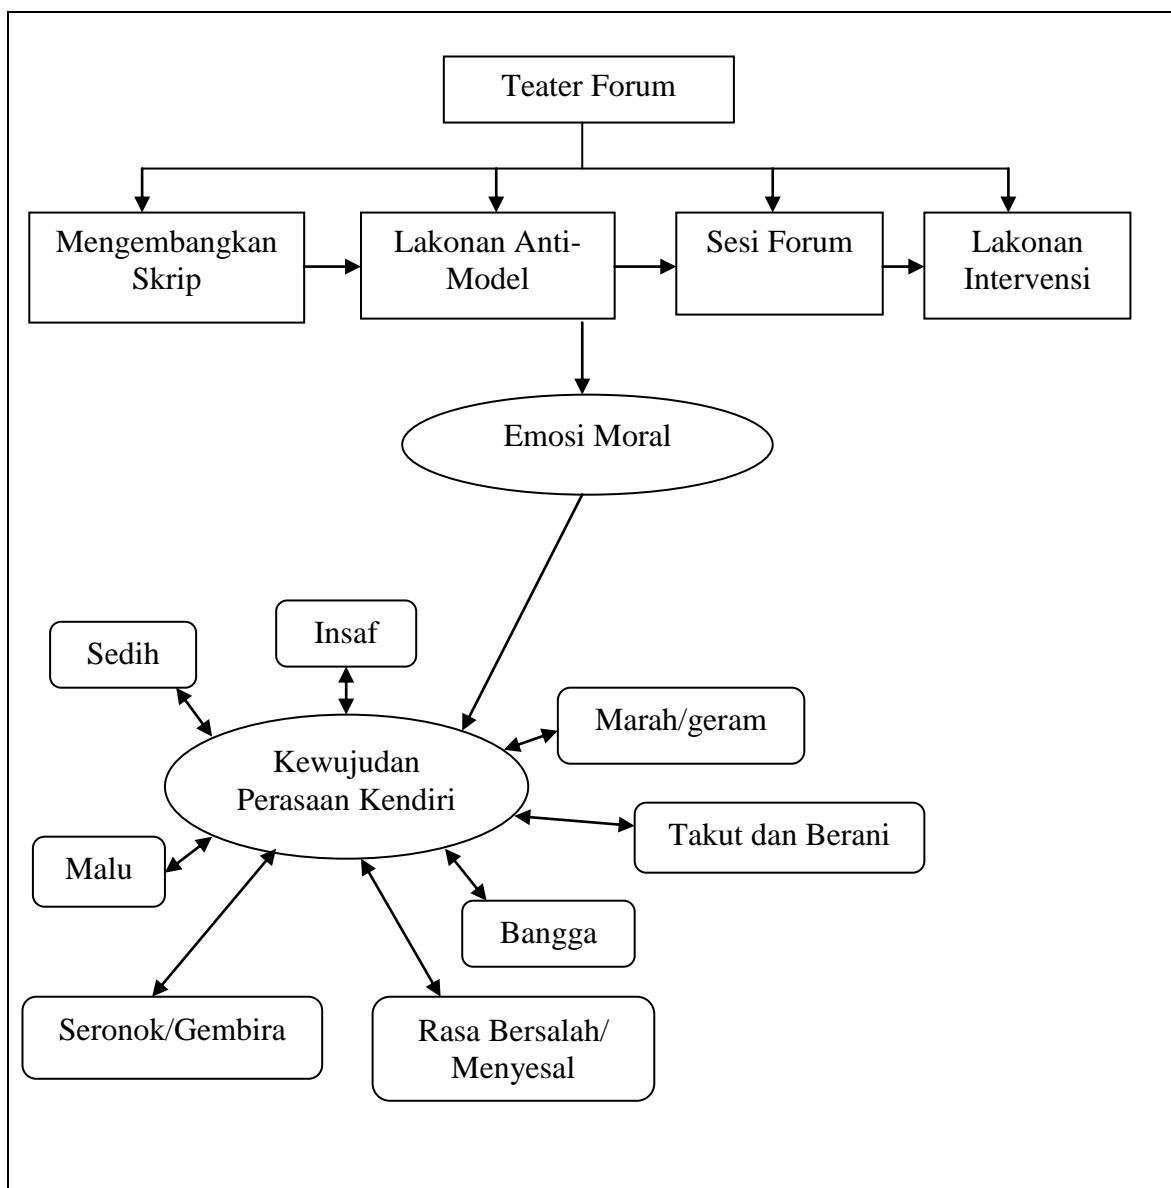 Teater Forum
Mengembangkan
Skrip
Lakonan Anti-
Model
Sesi Forum
Lakonan
Intervensi
Emosi Moral
Insaf
Sedih
Marah/geram
Kewujudan
Perasaan Kendiri
Takut dan Berani
Malu
Bangga
Seronok/Gembira
Rasa Bersalah/
Menyesal